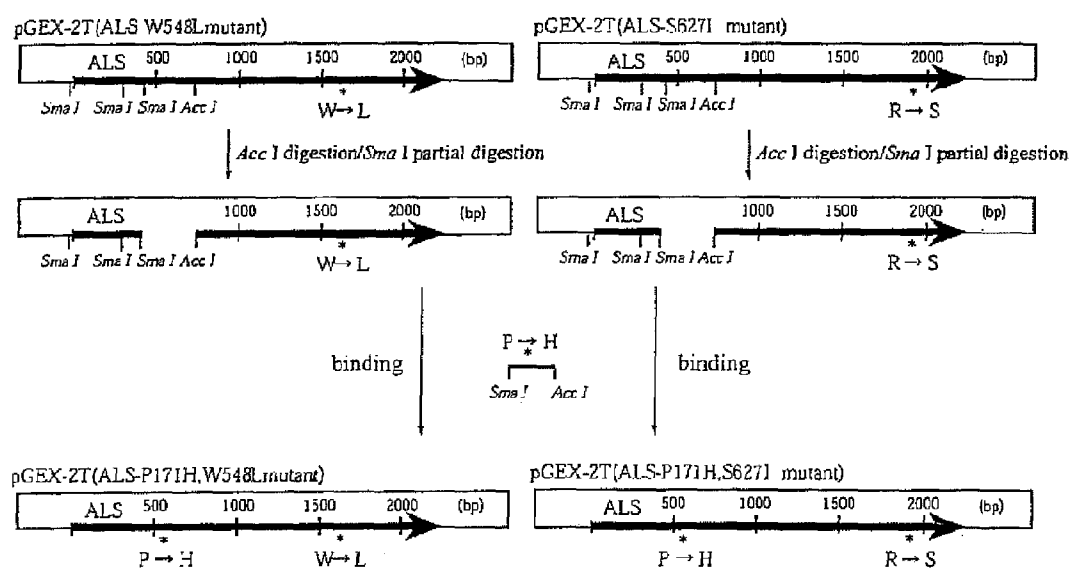 pGEX-2T(ALS W548Lmutant)
ALS 500 1000 1500 2000 (bp)
Sma I Sma I Sma I Acc I
*
W→L
pGEX-2T(ALS-S627I mutant)
ALS 500 1000 1500 2000 (bp)
Sma I Sma I Sma I Acc I
*
R→S
Acc I digestion/Sma I partial digestion
Acc I digestion/Sma I partial digestion
ALS 1000 1500 2000 (bp)
Sma I Sma I Sma I Acc I
*
W→L
ALS 1000 1500 2000 (bp)
Sma I Sma I Sma I Acc I
*
R→S
binding
P→H
*
Sma I Acc I
binding
pGEX-2T(ALS-P171H,W548Lmutant)
ALS 500 1000 1500 2000 (bp)
* *
P→H W→L
pGEX-2T(ALS-P171H,S627I mutant)
ALS 500 1000 1500 2000 (bp)
* *
P→H R→S